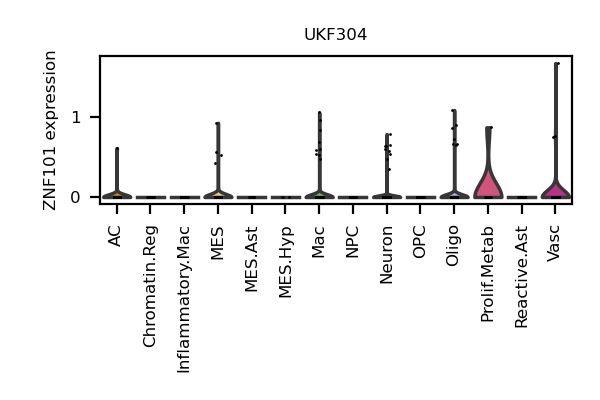 UKF304
ZNF101 expression
1
0
AC
Chromatin.Reg
Inflammatory.Mac
MES
MES.Ast
MES.Hyp
Mac
NPC
Neuron
OPC
Oligo
Prolif.Metab
Reactive.Ast
Vasc